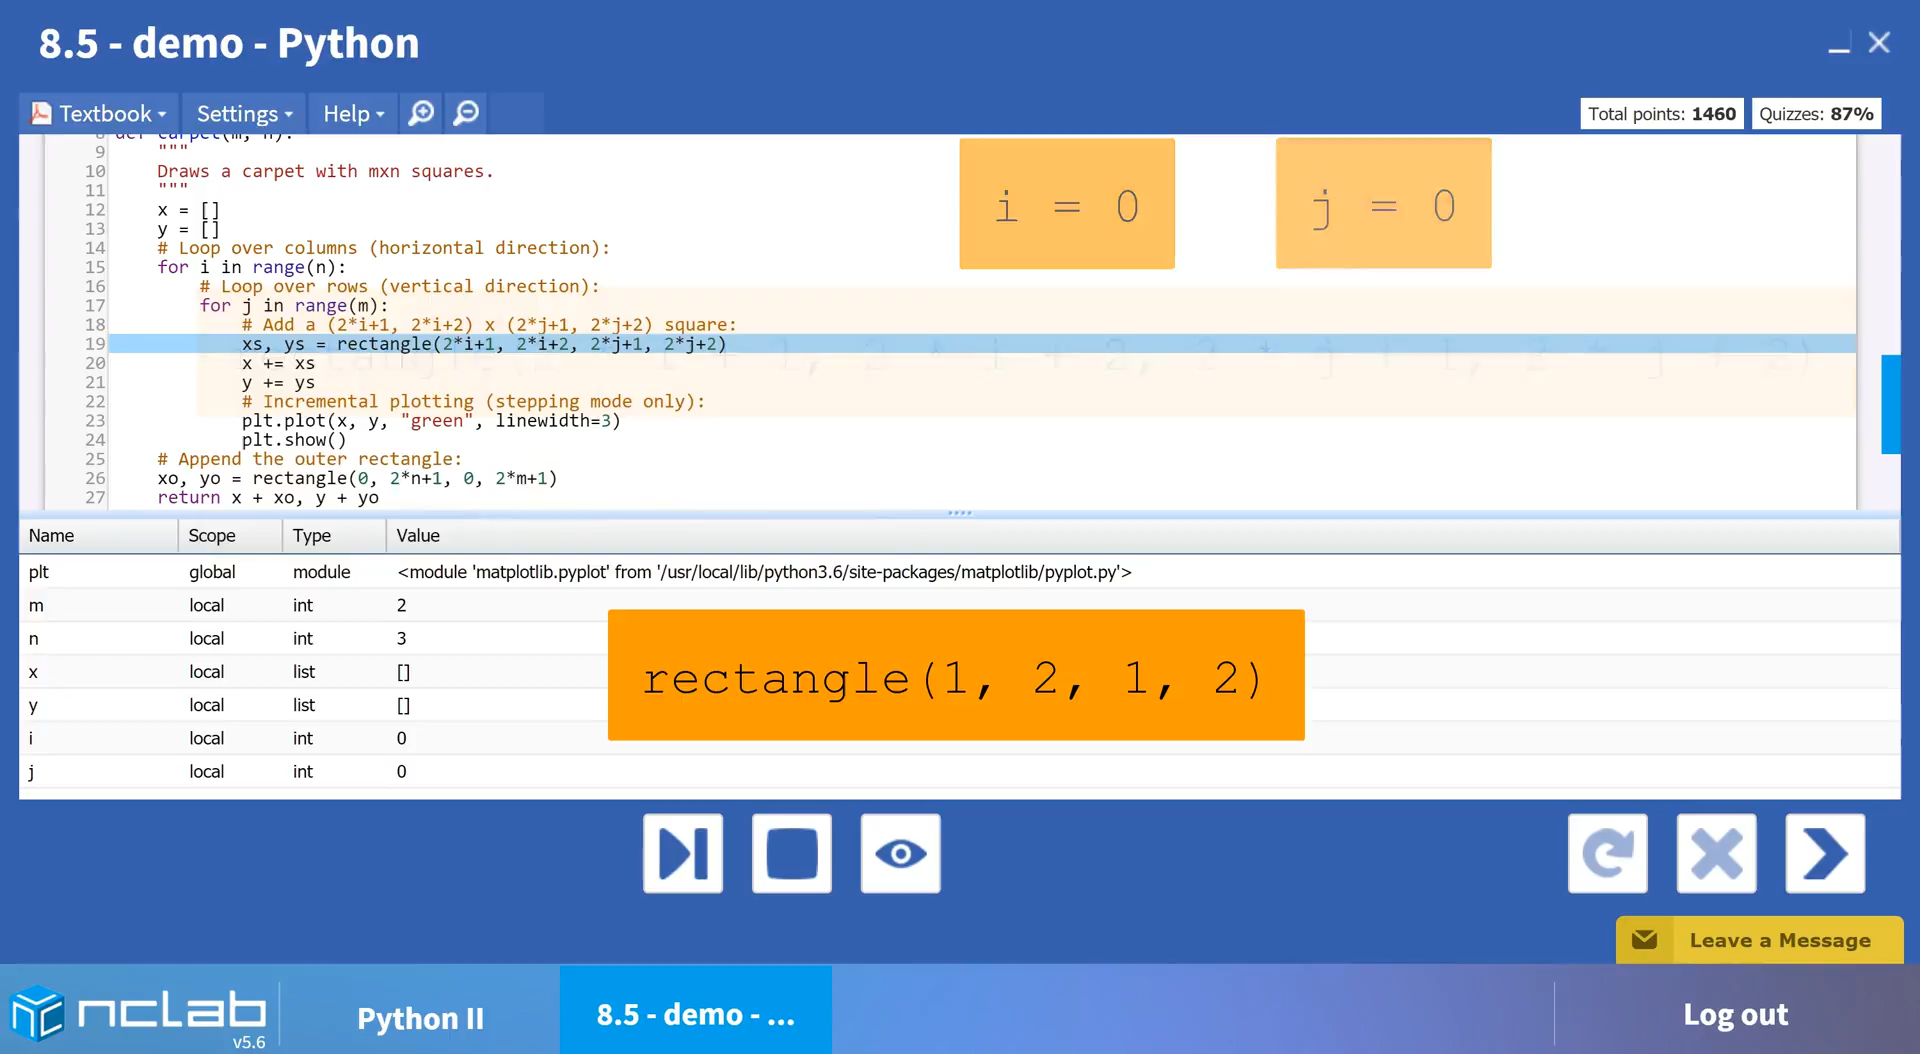 8.5 - demo - Python
Textbook
Settings
Help
Total points: 1460
Quizzes: 87%
8 def carpet(m, n):
9 """
10 Draws a carpet with mxn squares.
11 """
12 x = []
13 y = []
14 # Loop over columns (horizontal direction):
15 for i in range(n):
16 # Loop over rows (vertical direction):
17 for j in range(m):
18 # Add a (2*i+1, 2*i+2) x (2*j+1, 2*j+2) square:
19 xs, ys = rectangle(2*i+1, 2*i+2, 2*j+1, 2*j+2)
20 x += xs
21 y += ys
22 # Incremental plotting (stepping mode only):
23 plt.plot(x, y, "green", linewidth=3)
24 plt.show()
25 # Append the outer rectangle:
26 xo, yo = rectangle(0, 2*n+1, 0, 2*m+1)
27 return x + xo, y + yo
i = 0
j = 0
Name Scope Type Value
plt global module <module 'matplotlib.pyplot' from '/usr/local/lib/python3.6/site-packages/matplotlib/pyplot.py'>
m local int 2
n local int 3
x local list []
y local list []
i local int 0
j local int 0
rectangle(1, 2, 1, 2)
Leave a Message
nclab
v5.6
Python II
8.5 - demo - ...
Log out